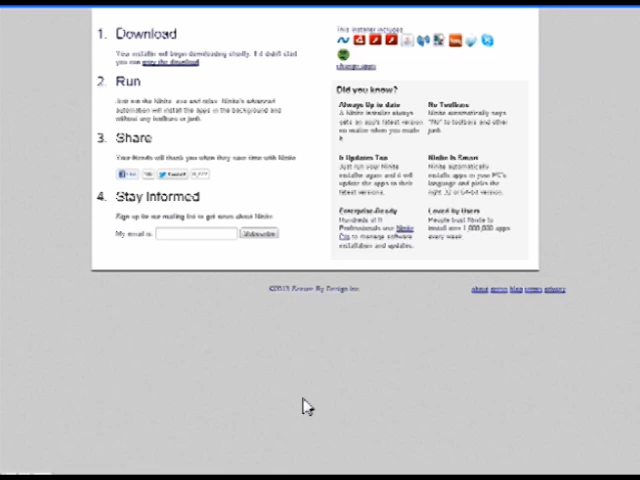 1. Download
Your installer will begin downloading shortly. If it didn't start
you can retry the download
2. Run
Just run the Ninite .exe and relax. Ninite's advanced
automation will install the apps in the background and
without any toolbars or junk.
3. Share
Your friends will thank you when they save time with Ninite
4. Stay Informed
Sign up for our mailing list to get news about Ninite
My email is:
Subscribe
This installer includes
change apps
Did you know?
Always Up to date
A Ninite installer always
gets an app's latest version
no matter when you made
it.
No Toolbars
Ninite automatically says
"No" to toolbars and other
junk
It Updates Too
Just run your Ninite
installer again and it will
update the apps to their
latest versions.
Ninite Is Smart
Ninite automatically
installs apps in your PC's
language and picks the
right 32 or 64-bit version.
Enterprise-Ready
Hundreds of IT
Professionals use Ninite
Pro to manage software
installation and updates.
Loved by Users
People trust Ninite to
install over 1,000,000 apps
every week
Secure By Design Inc.
about blog terms privacy